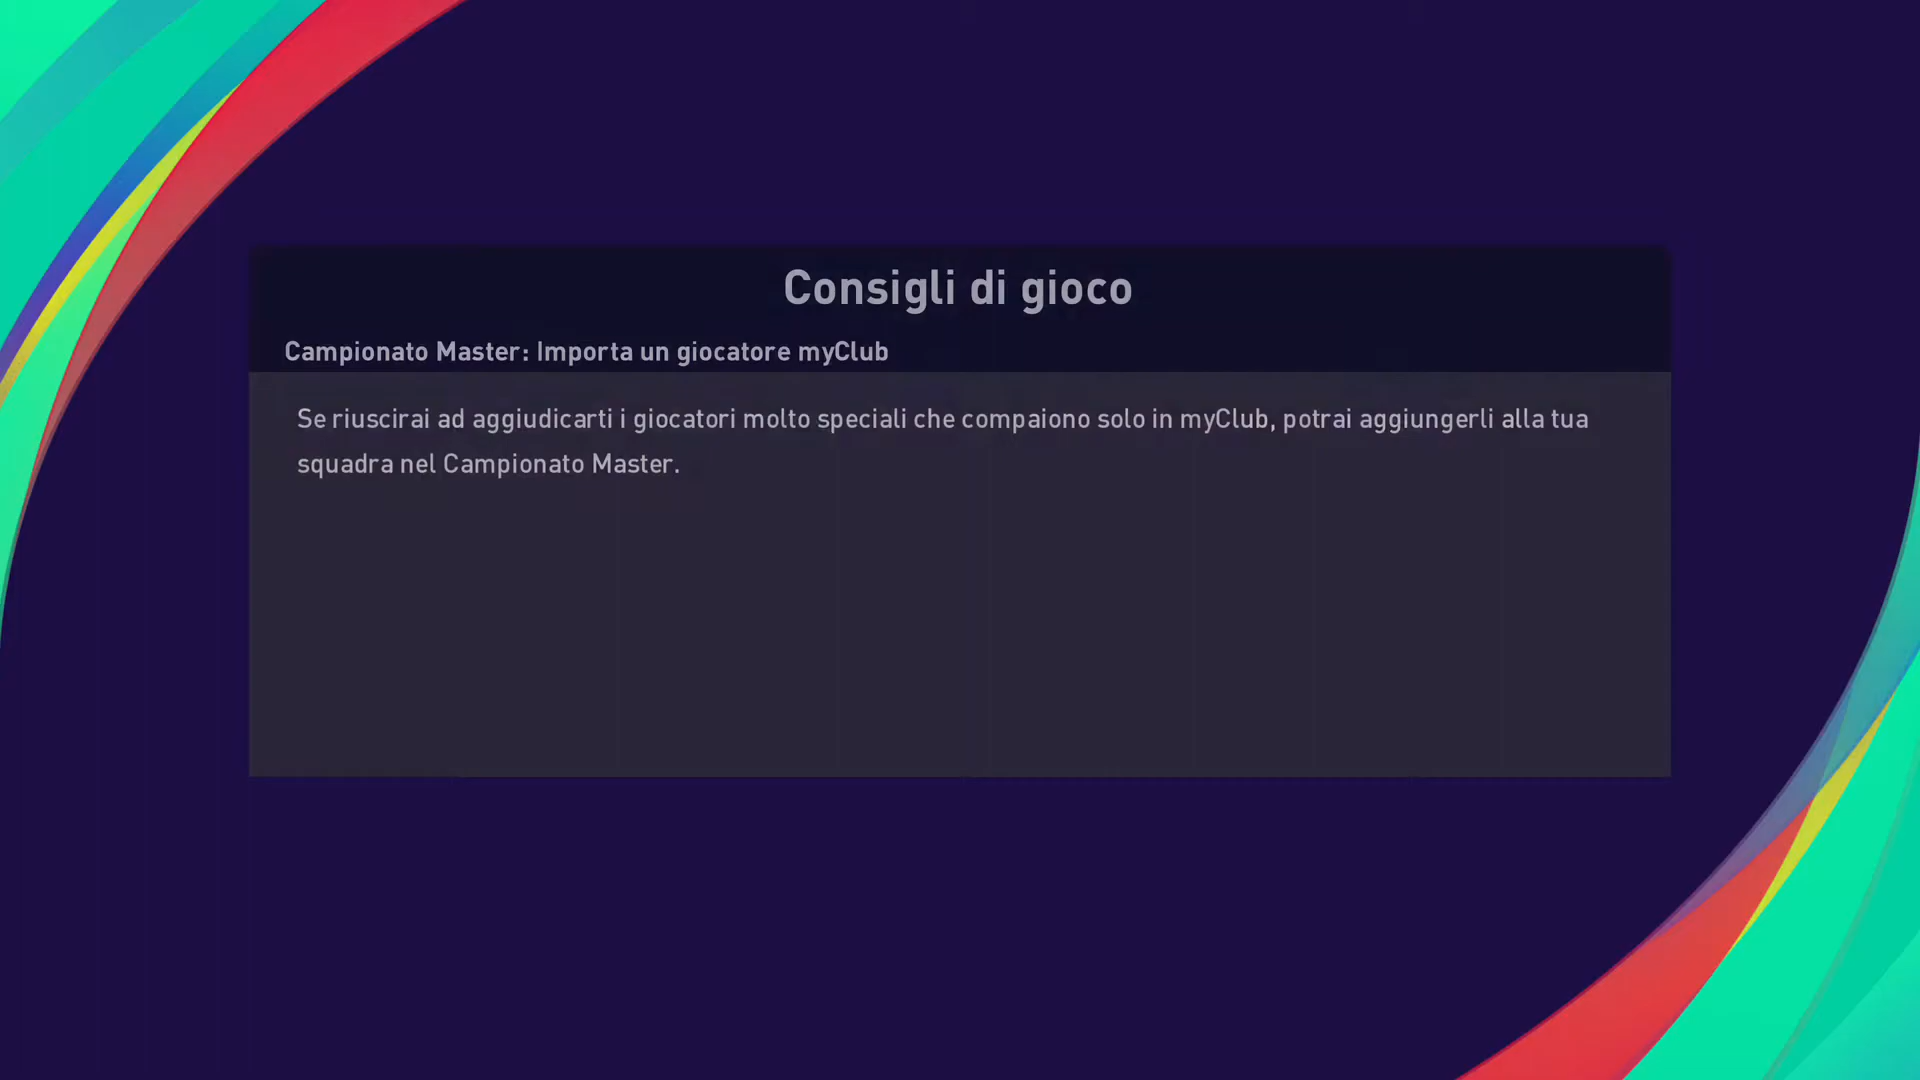 Consigli di gioco
Campionato Master: Importa un giocatore myClub
Se riuscirai ad aggiudicarti i giocatori molto speciali che compaiono solo in myClub, potrai aggiungerli alla tua
squadra nel Campionato Master.